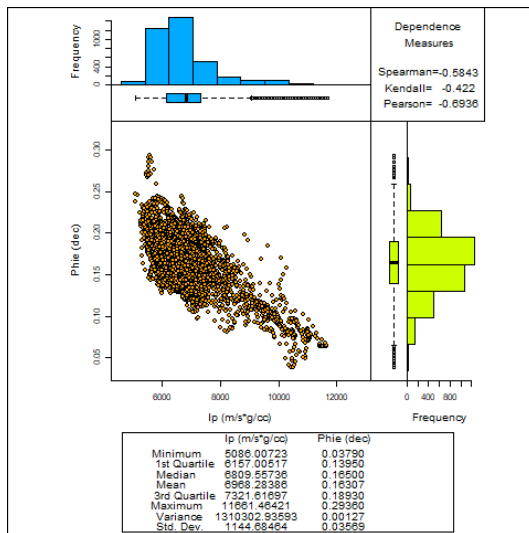 Frequency
0 400 1000
Dependence
Measures
Spearman=-0.5843
Kendall= -0.422
Pearson= -0.6936
Phie (dec)
0.05 0.10 0.15 0.20 0.25 0.30
6000 8000 10000 12000
Ip (m/s*g/cc)
0 400 800
Frequency
Ip (m/s*g/cc) Phie (dec)
Minimum 5086.00723 0.03790
1st Quartile 6157.00517 0.13950
Median 6809.55736 0.16500
Mean 6968.28386 0.16307
3rd Quartile 7321.61697 0.18930
Maximum 11661.46421 0.29360
Variance 1310302.93593 0.00127
Std. Dev. 1144.68464 0.03569